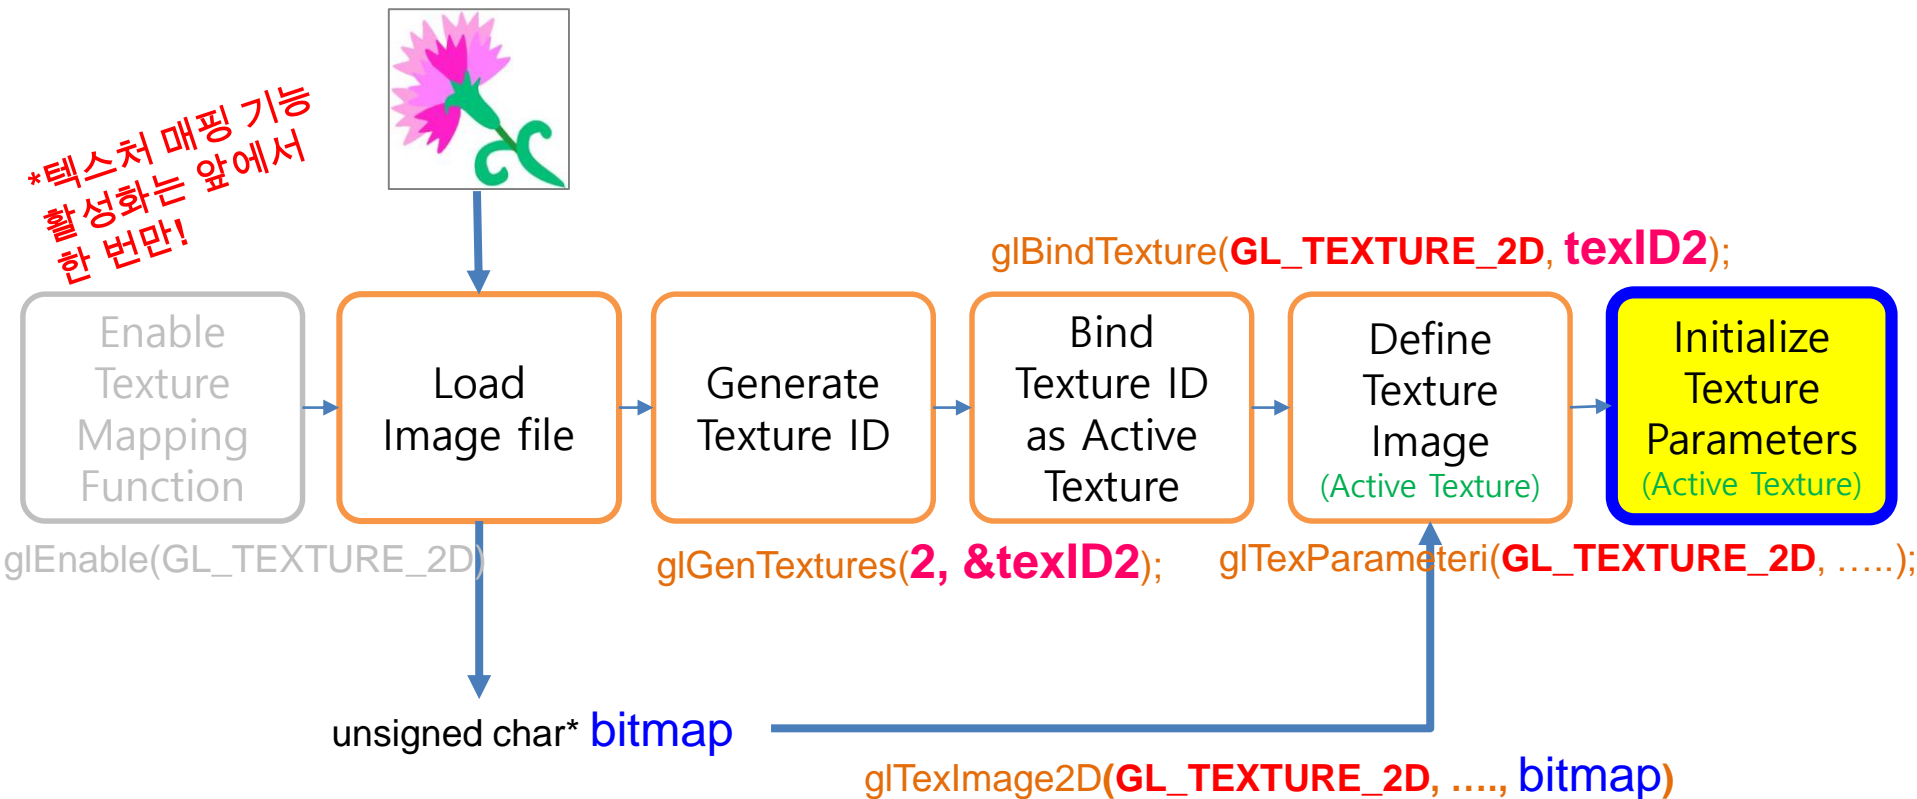 *텍스처 매핑 기능
활성화는 앞에서
한 번만!
glBindTexture(GL_TEXTURE_2D, texID2);
Enable
Texture
Mapping
Function
Load
Image file
Generate
Texture ID
Bind
Texture ID
as Active
Texture
Define
Texture
Image
(Active Texture)
Initialize
Texture
Parameters
(Active Texture)
glEnable(GL_TEXTURE_2D)
glGenTextures(2, &texID2);
glTexParameteri(GL_TEXTURE_2D, .....);
unsigned char* bitmap
glTexImage2D(GL_TEXTURE_2D, ...., bitmap)